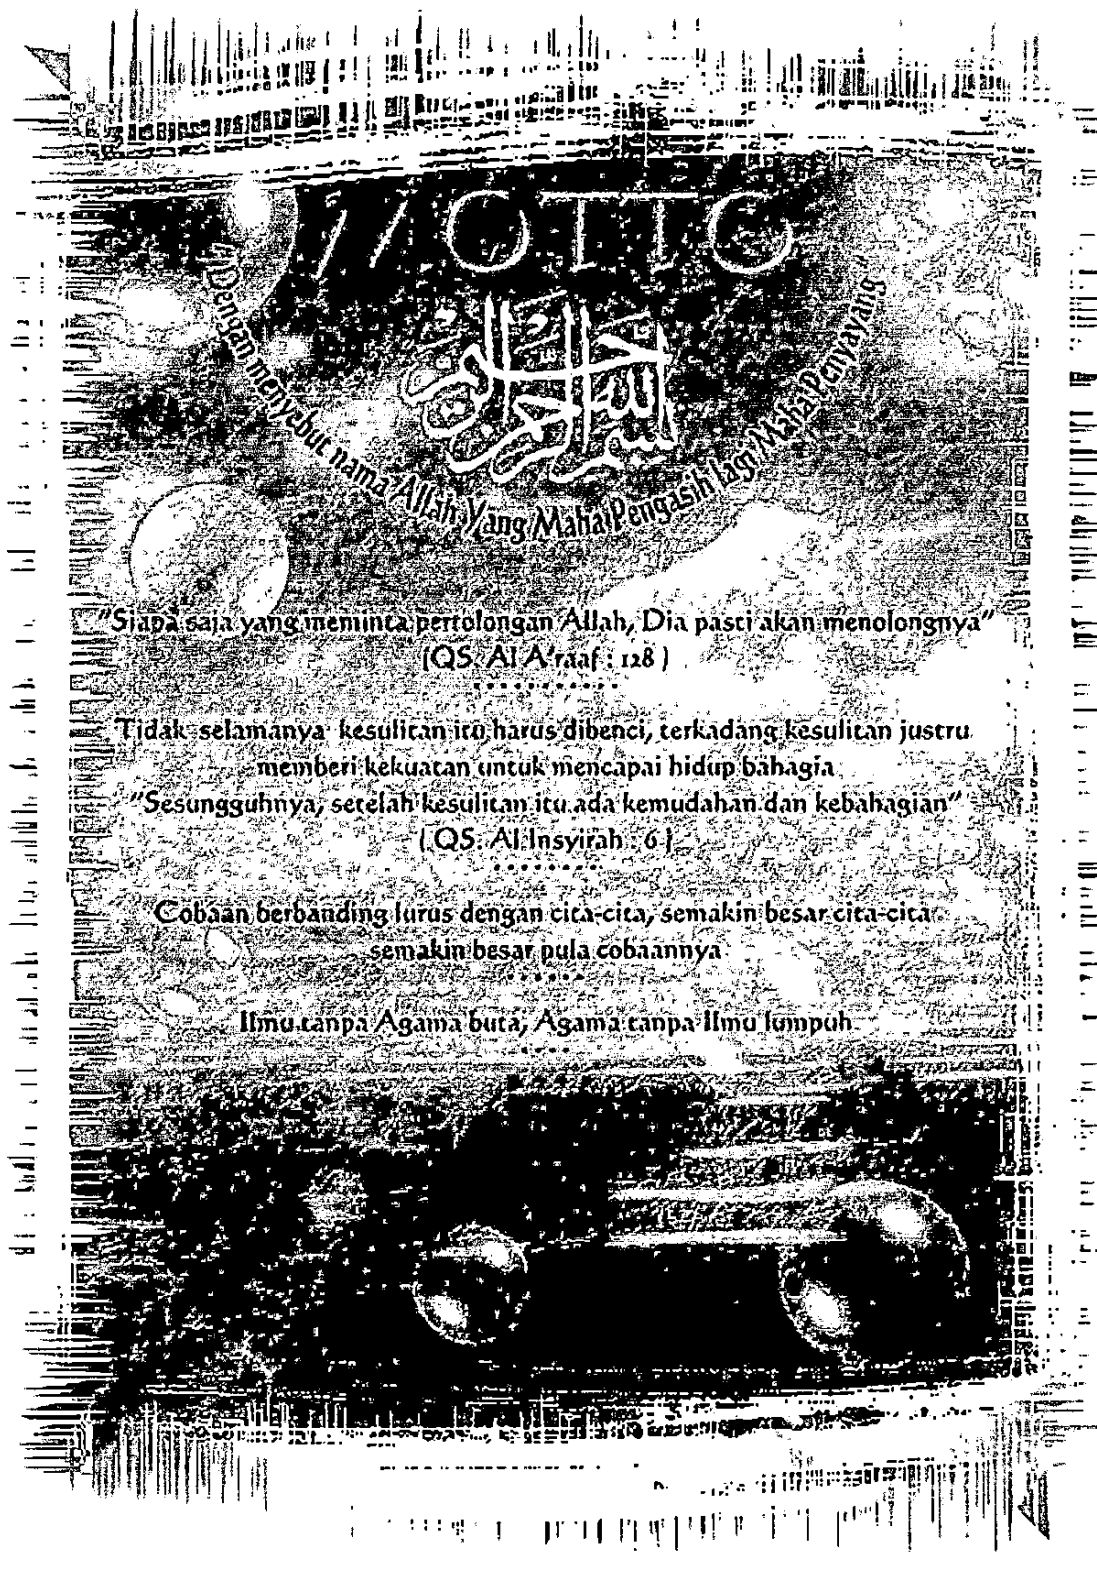 MOTTO
بسم الله الرحمن الرحيم
(Dengan menyebut nama Allah Yang Maha Pengasih lagi Maha Penyayang
"Siapa saja yang meminta pertolongan Allah, Dia pasti akan menolongnya"
(QS. Al A'raaf : 128 )
Tidak selamanya kesulitan itu harus dibenci, terkadang kesulitan justru
memberi kekuatan untuk mencapai hidup bahagia
"Sesungguhnya, setelah kesulitan itu ada kemudahan dan kebahagian"
( QS. Al Insyirah : 6 )
Cobaan berbanding lurus dengan cita-cita, semakin besar cita-cita
semakin besar pula cobaannya
Ilmu tanpa Agama buta, Agama tanpa Ilmu lumpuh